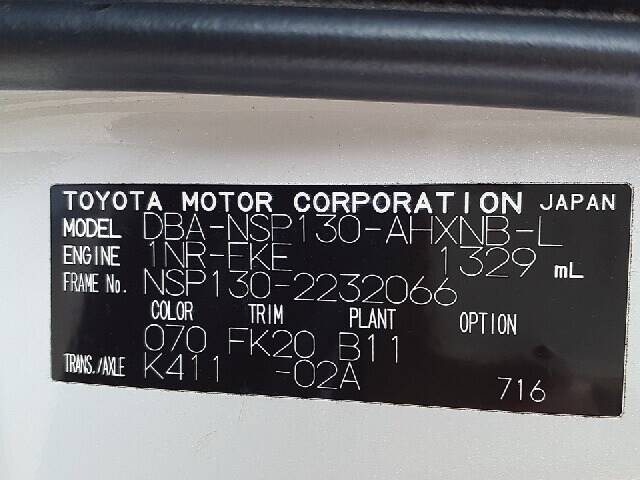 TOYOTA MOTOR CORPORATION JAPAN
MODEL DBA-NSP130-AHXNB-L
ENGINE 1NR-FKE 1329 mL
FRAME No. NSP130-2232066
COLOR TRIM PLANT OPTION
070 FK20 B11
TRANS./AXLE K411 -02A
716